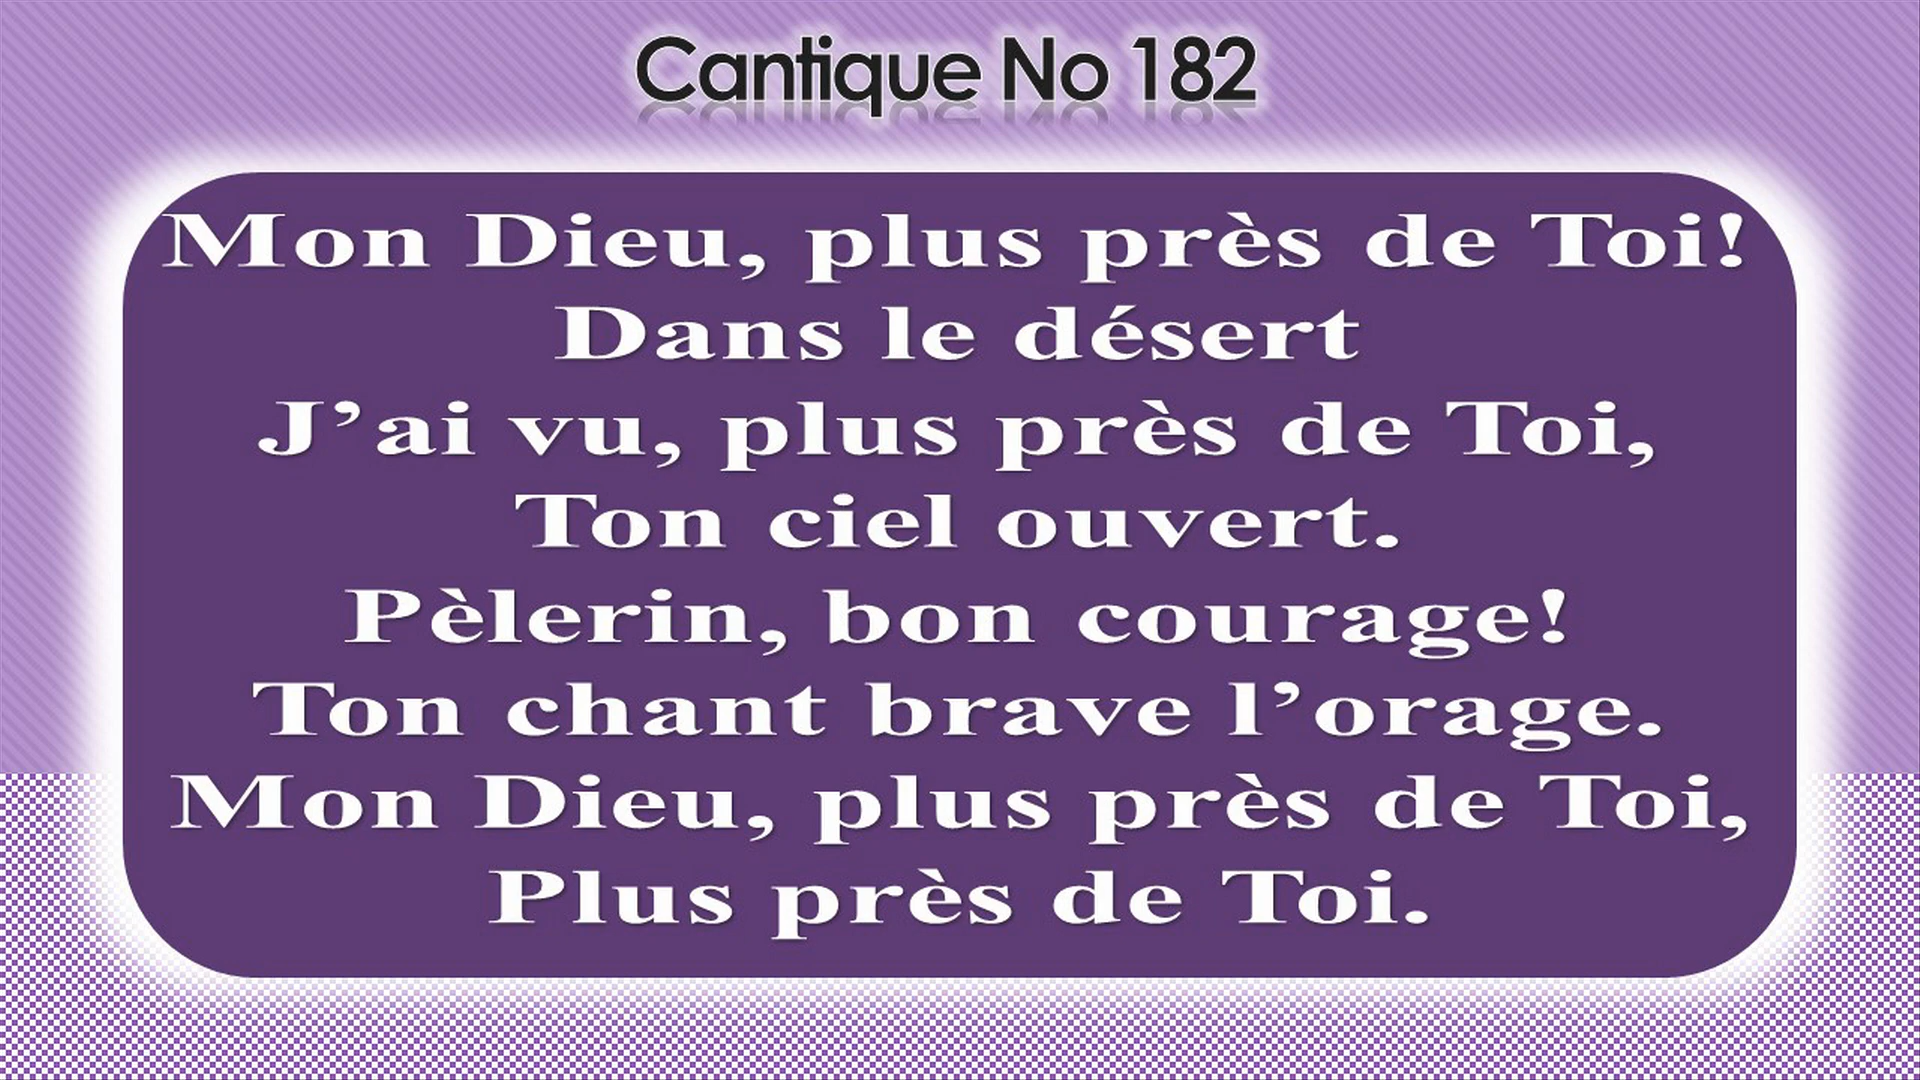 Cantique No 182
Mon Dieu, plus près de Toi!
Dans le désert
J’ai vu, plus près de Toi,
Ton ciel ouvert.
Pèlerin, bon courage!
Ton chant brave l’orage.
Mon Dieu, plus près de Toi,
Plus près de Toi.